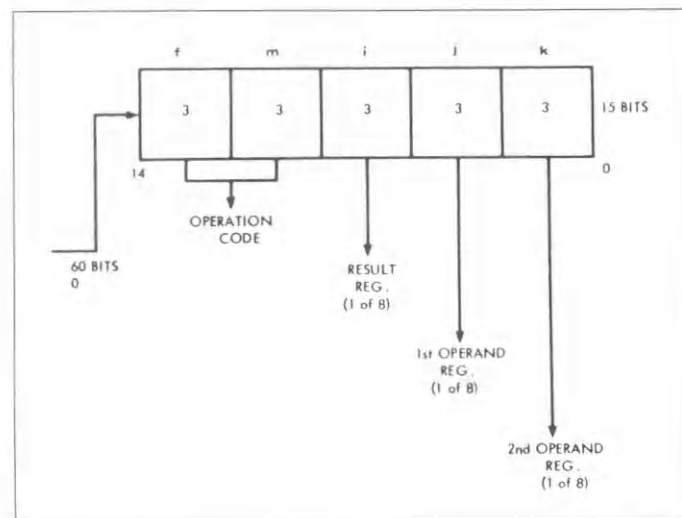 f m i j k
3 3 3 3 3 15 BITS
14 0
OPERATION
CODE
60 BITS
0
RESULT
REG.
(1 of 8)
1st OPERAND
REG.
(1 of 8)
2nd OPERAND
REG.
(1 of 8)